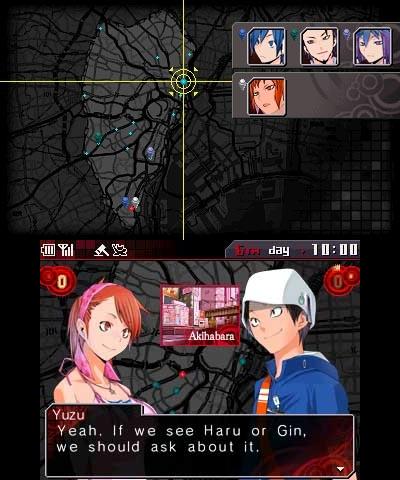 6TH day 10:00
0 0
Akihabara
Yuzu
Yeah. If we see Haru or Gin,
we should ask about it.